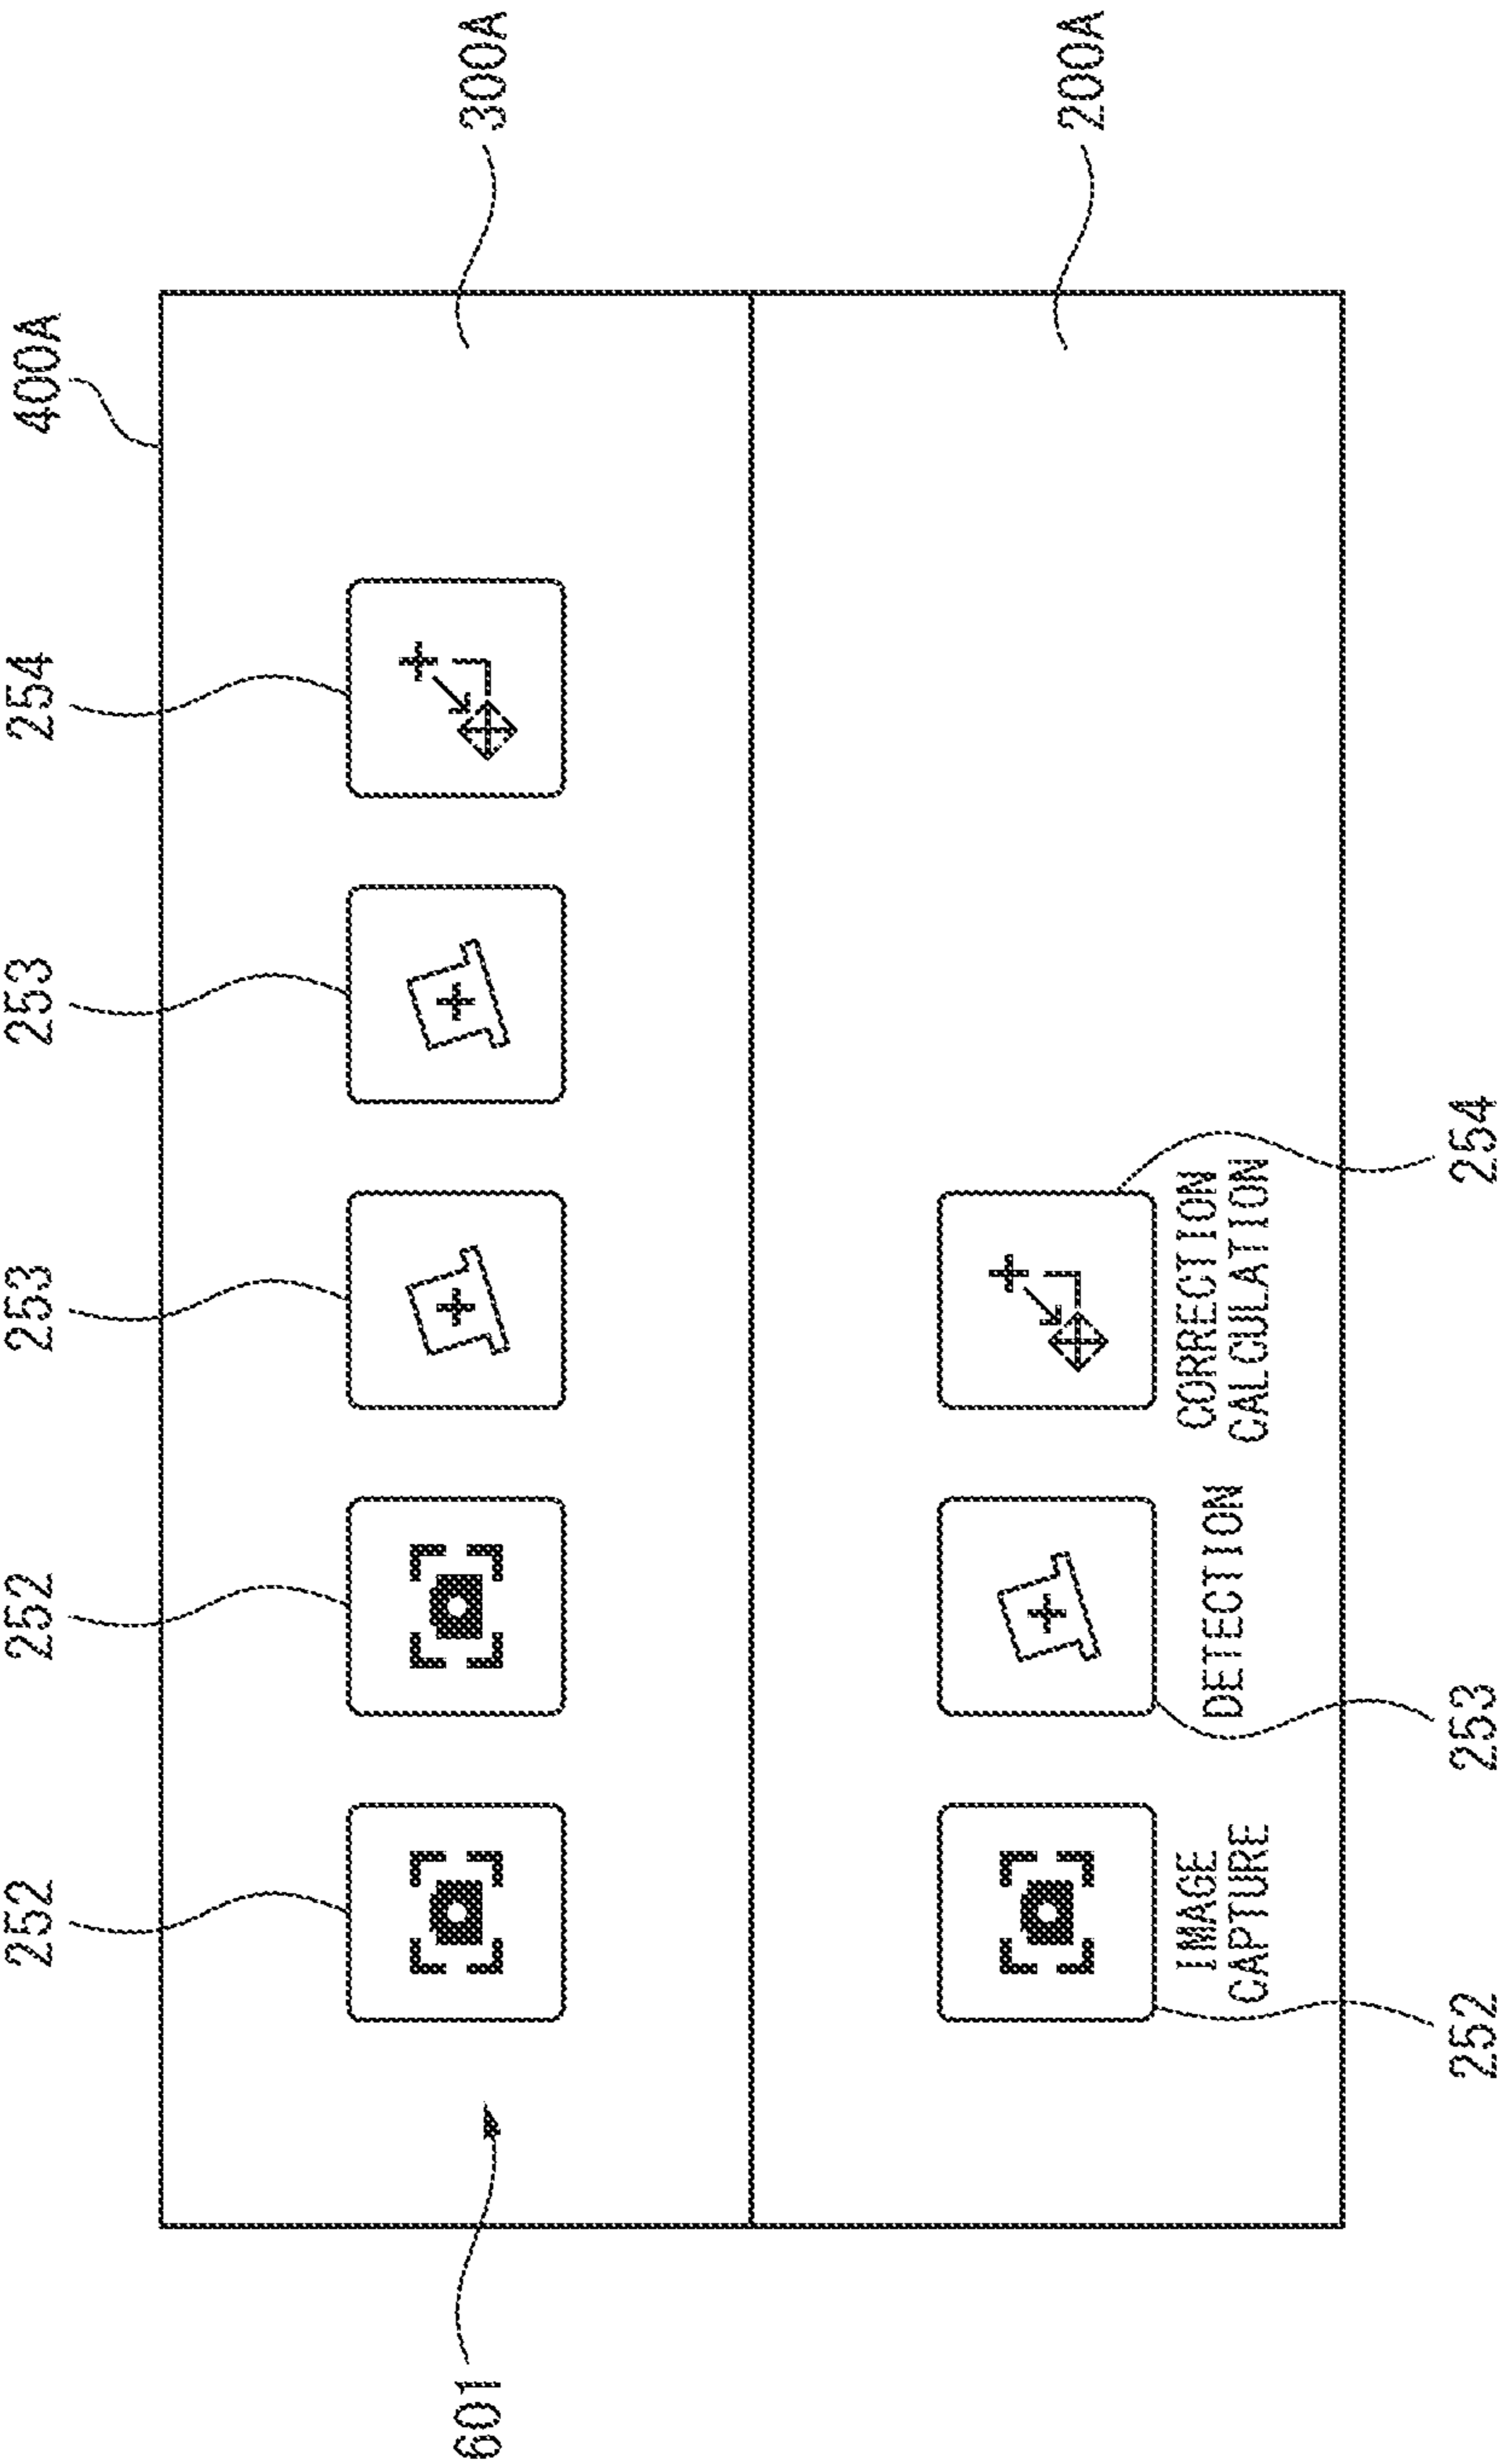 400A
252
252
253
253
254
300A
601
200A
IMAGE
CAPTURE
DETECTION
CORRECTION
CALCULATION
252
253
254